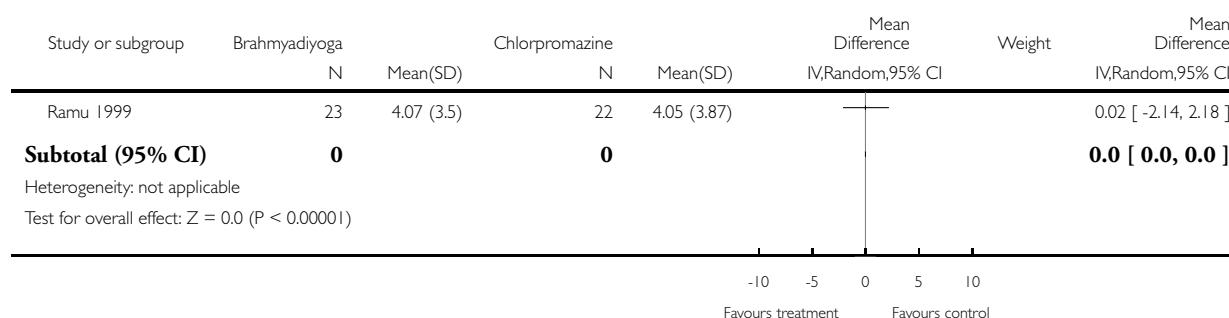 Study or subgroup Brahmyadiyoga Chlorpromazine Mean Difference Weight Mean Difference
N Mean(SD) N Mean(SD) IV,Random,95% CI IV,Random,95% CI
Ramu 1999 23 4.07 (3.5) 22 4.05 (3.87) 0.02 [ -2.14, 2.18 ]
Subtotal (95% CI) 0 0 0.0 [ 0.0, 0.0 ]
Heterogeneity: not applicable
Test for overall effect: Z = 0.0 (P < 0.00001)
-10 -5 0 5 10
Favours treatment Favours control